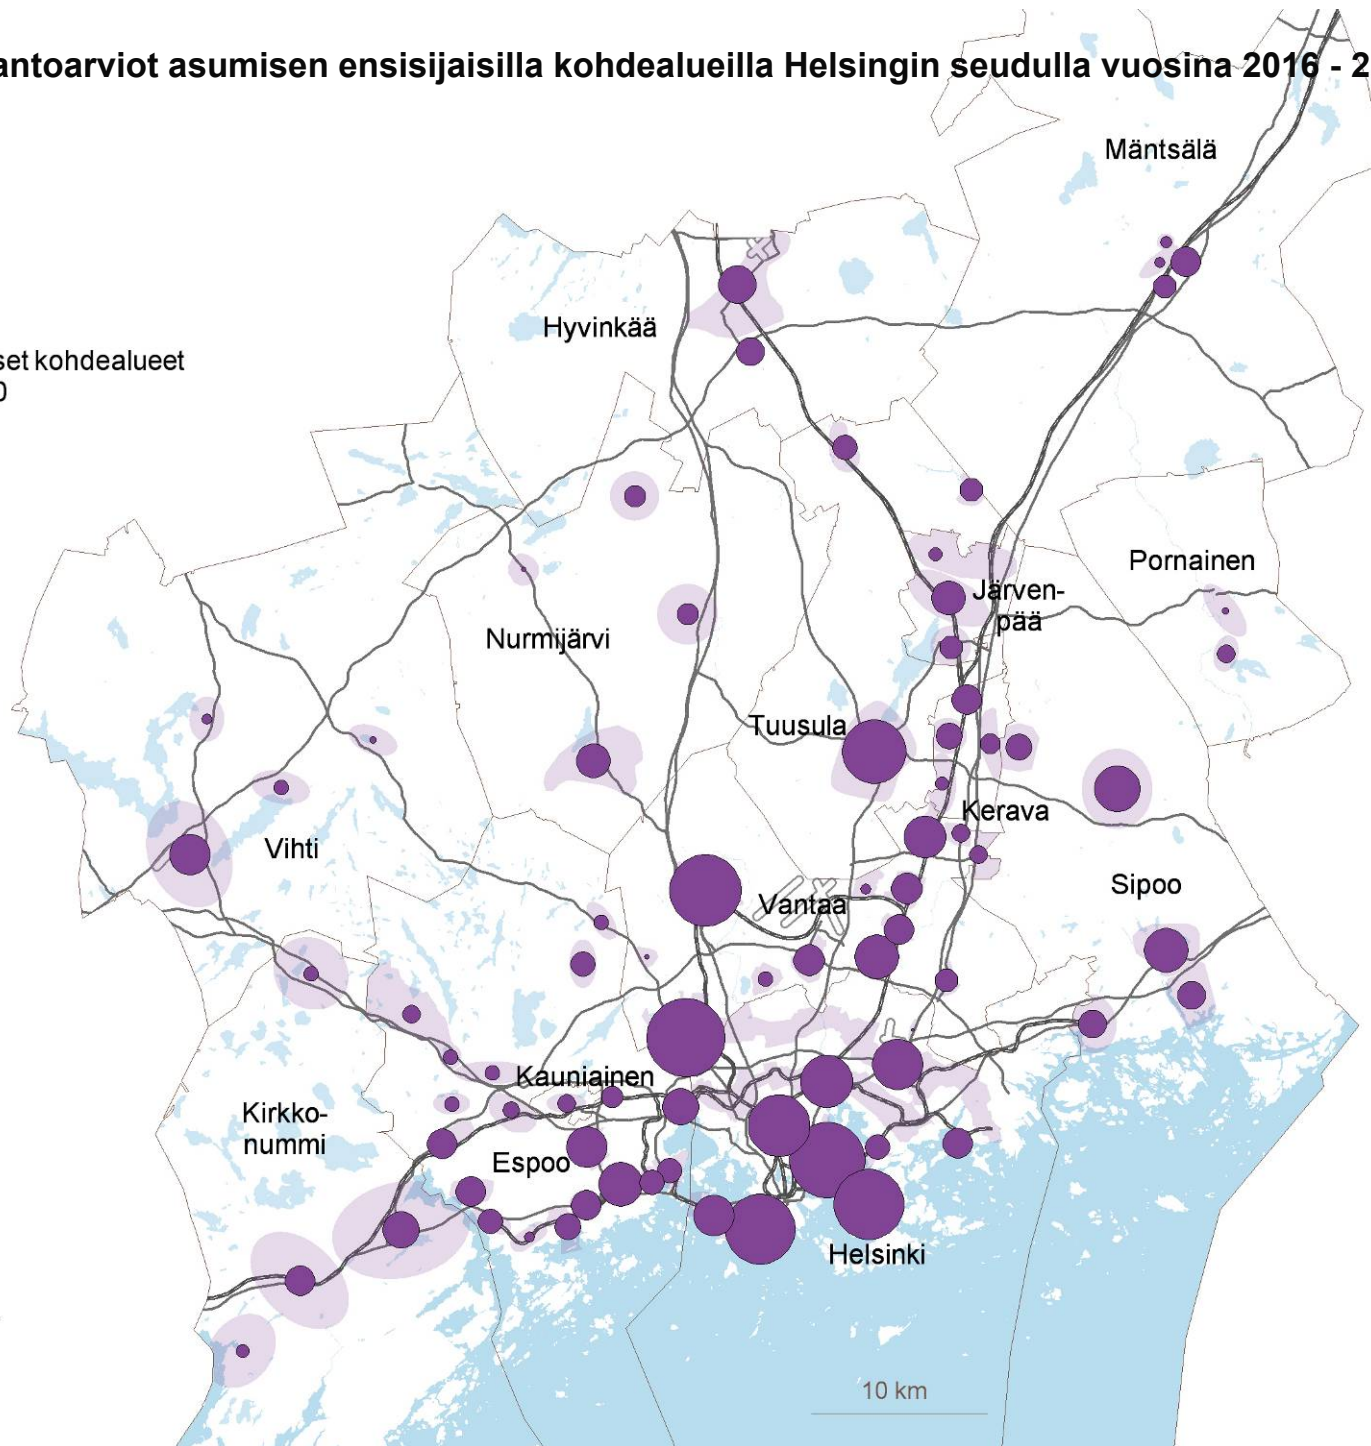 antoarviot asumisen ensisijaisilla kohdealueilla Helsingin seudulla vuosina 2016 - 2
Mäntsälä
Hyvinkää
set kohdealueet
0
Pornainen
Järven-
pää
Nurmijärvi
Tuusula
Kerava
Vihti
Sipoo
Vantaa
Kauniainen
Kirkko-
nummi
Espoo
Helsinki
10 km